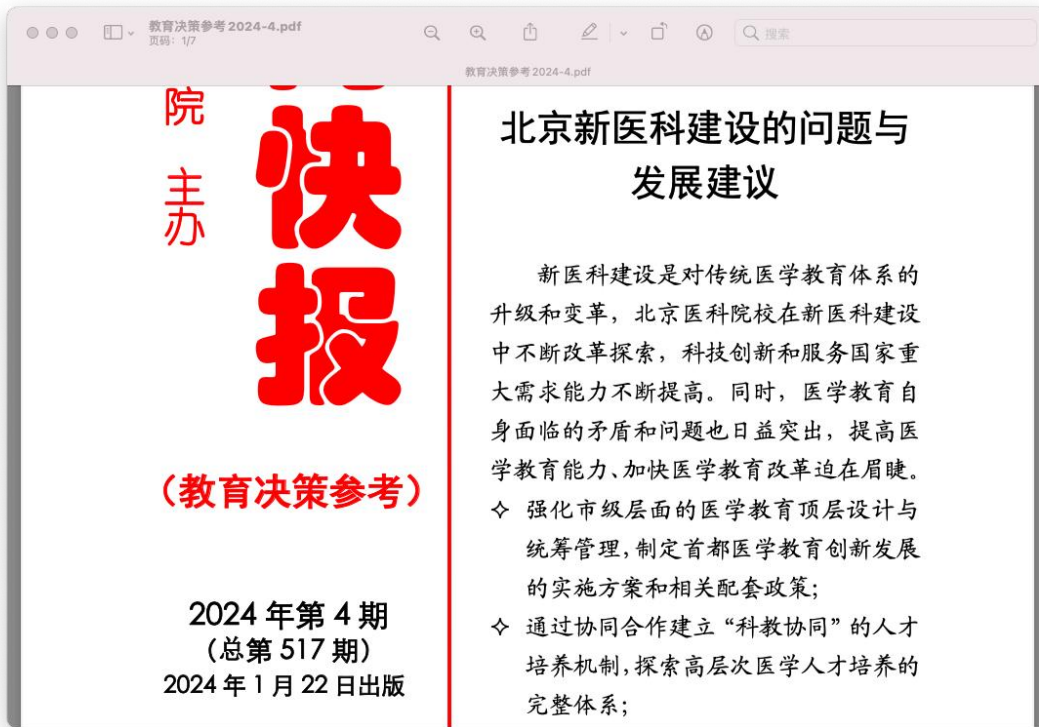 教育决策参考2024-4.pdf
页码：1/7
搜索
教育决策参考2024-4.pdf
院 主办
快报
（教育决策参考）
2024 年第 4 期
（总第 517 期）
2024 年 1 月 22 日出版
北京新医科建设的问题与
发展建议
新医科建设是对传统医学教育体系的
升级和变革，北京医科院校在新医科建设
中不断改革探索，科技创新和服务国家重
大需求能力不断提高。同时，医学教育自
身面临的矛盾和问题也日益突出，提高医
学教育能力、加快医学教育改革迫在眉睫。
✧ 强化市级层面的医学教育顶层设计与
统筹管理，制定首都医学教育创新发展
的实施方案和相关配套政策；
✧ 通过协同合作建立“科教协同”的人才
培养机制，探索高层次医学人才培养的
完整体系；